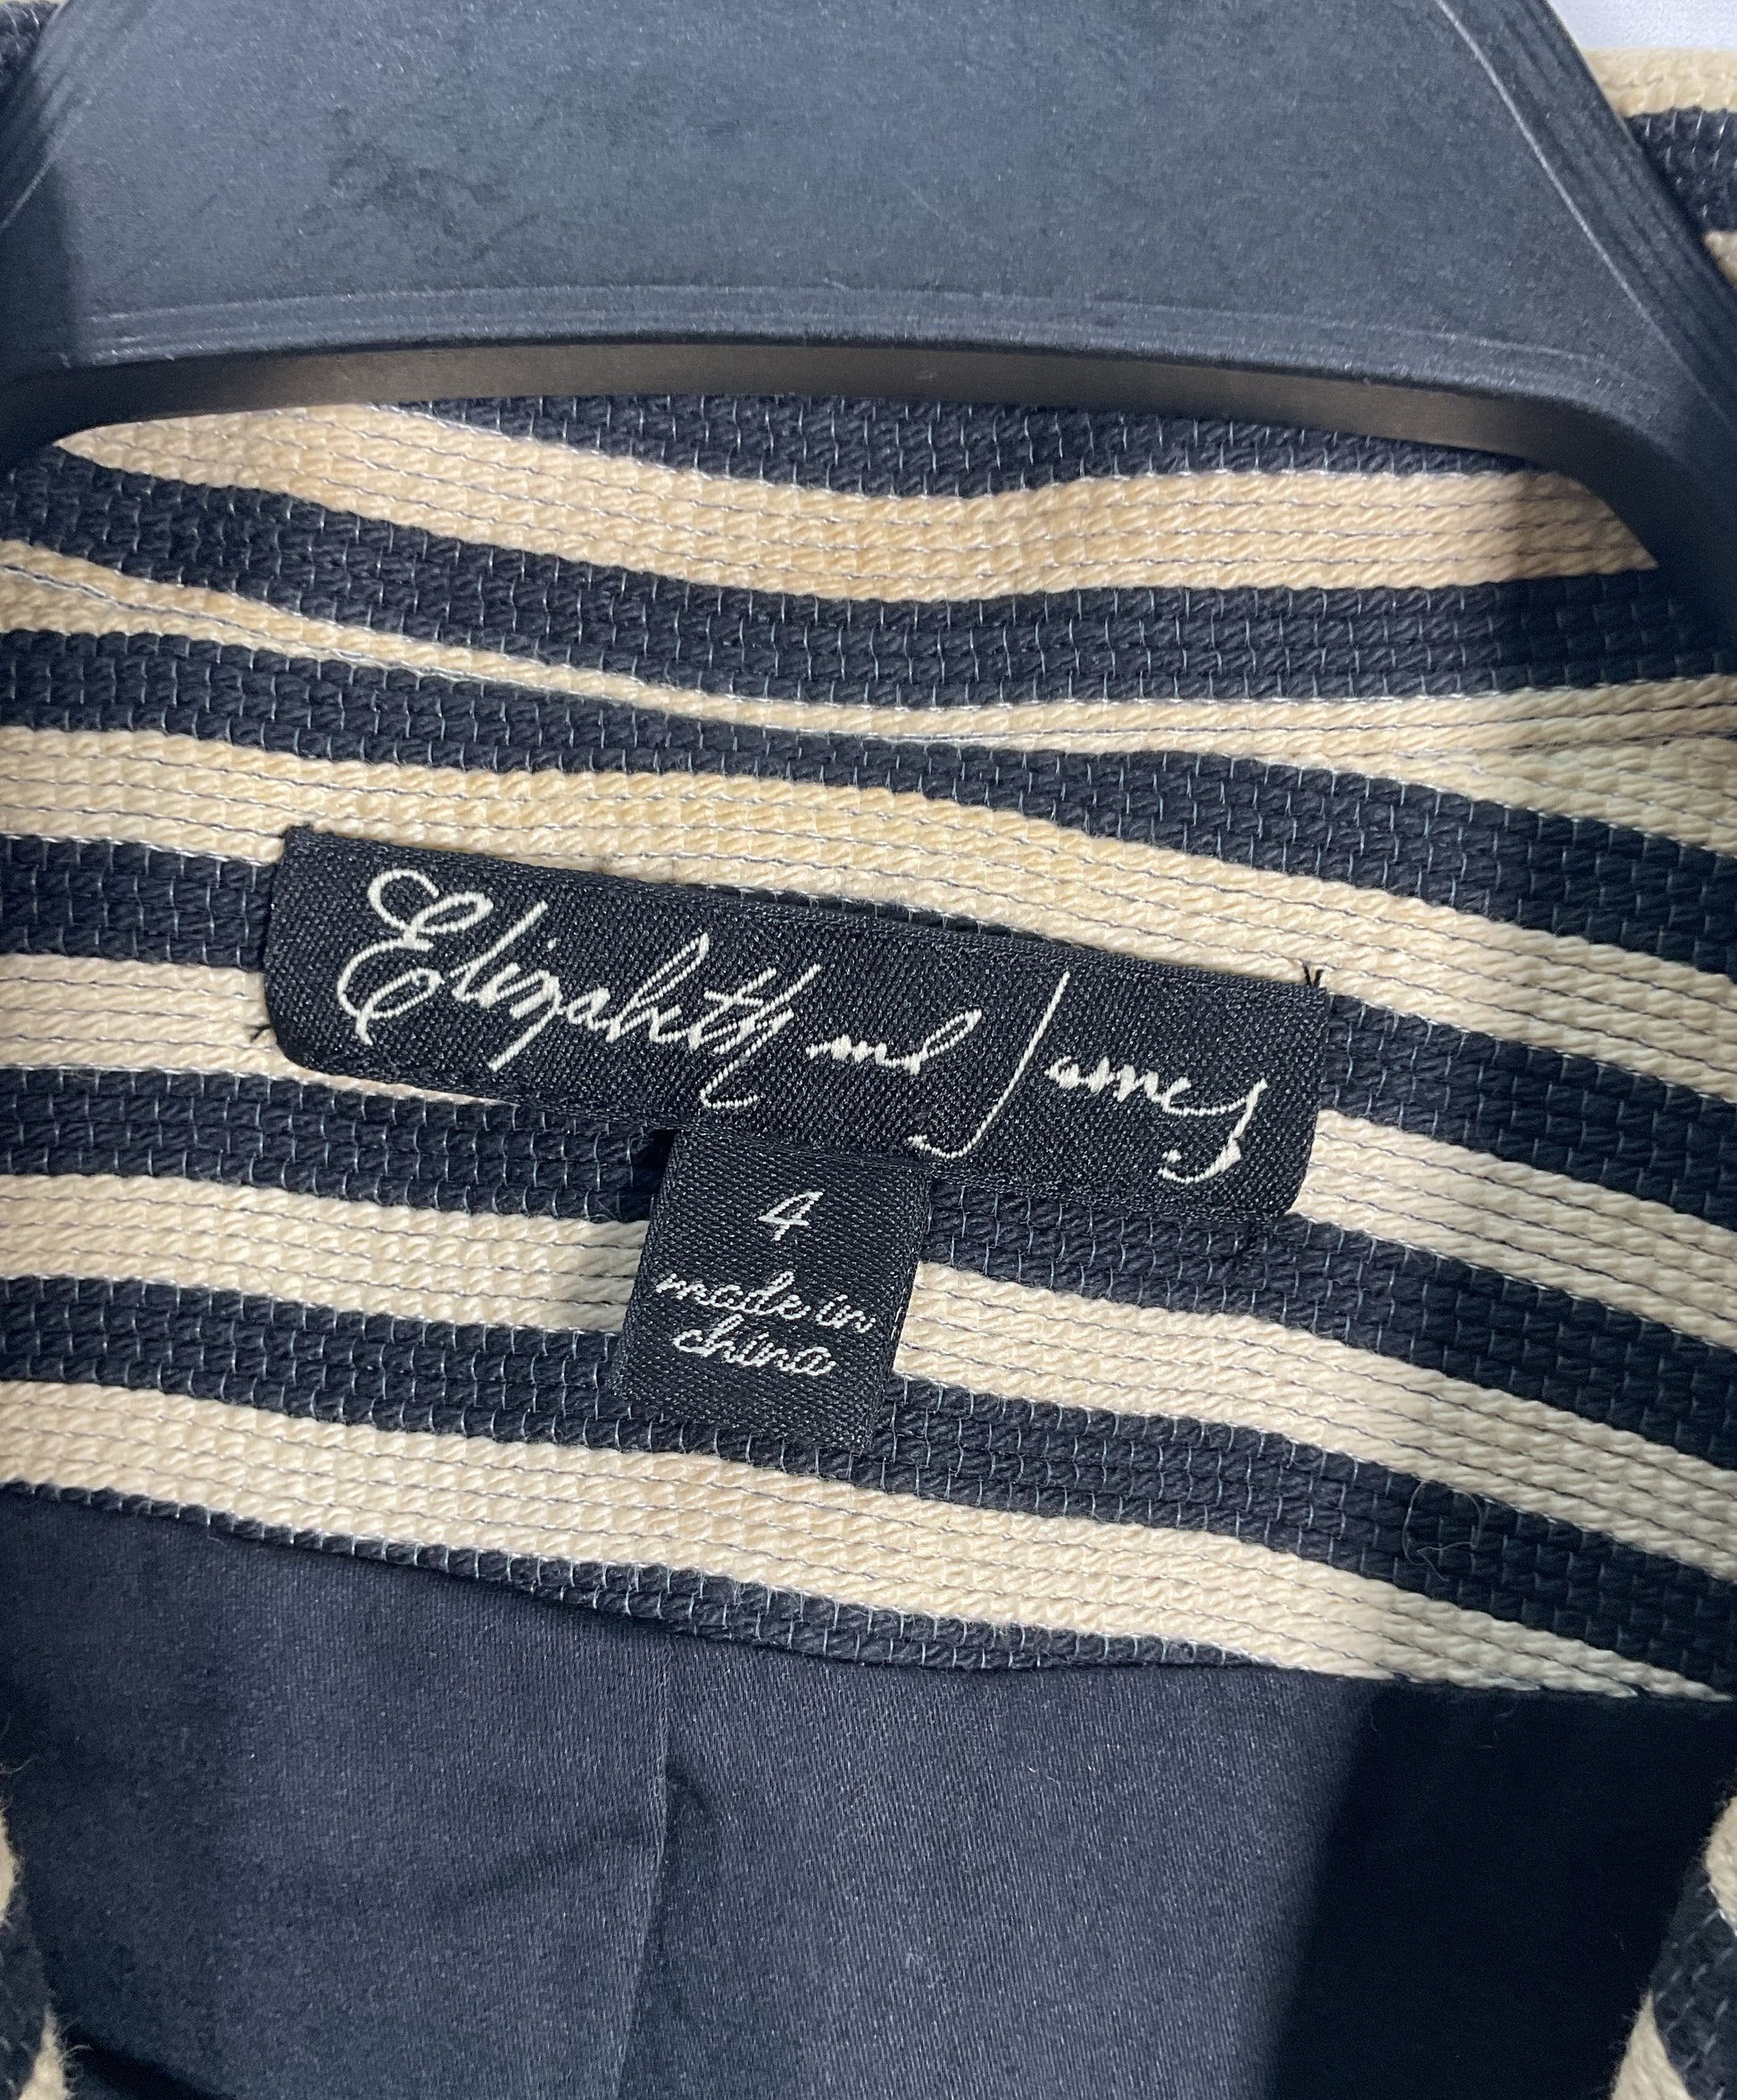 Elizabeth and James
4
made in
china